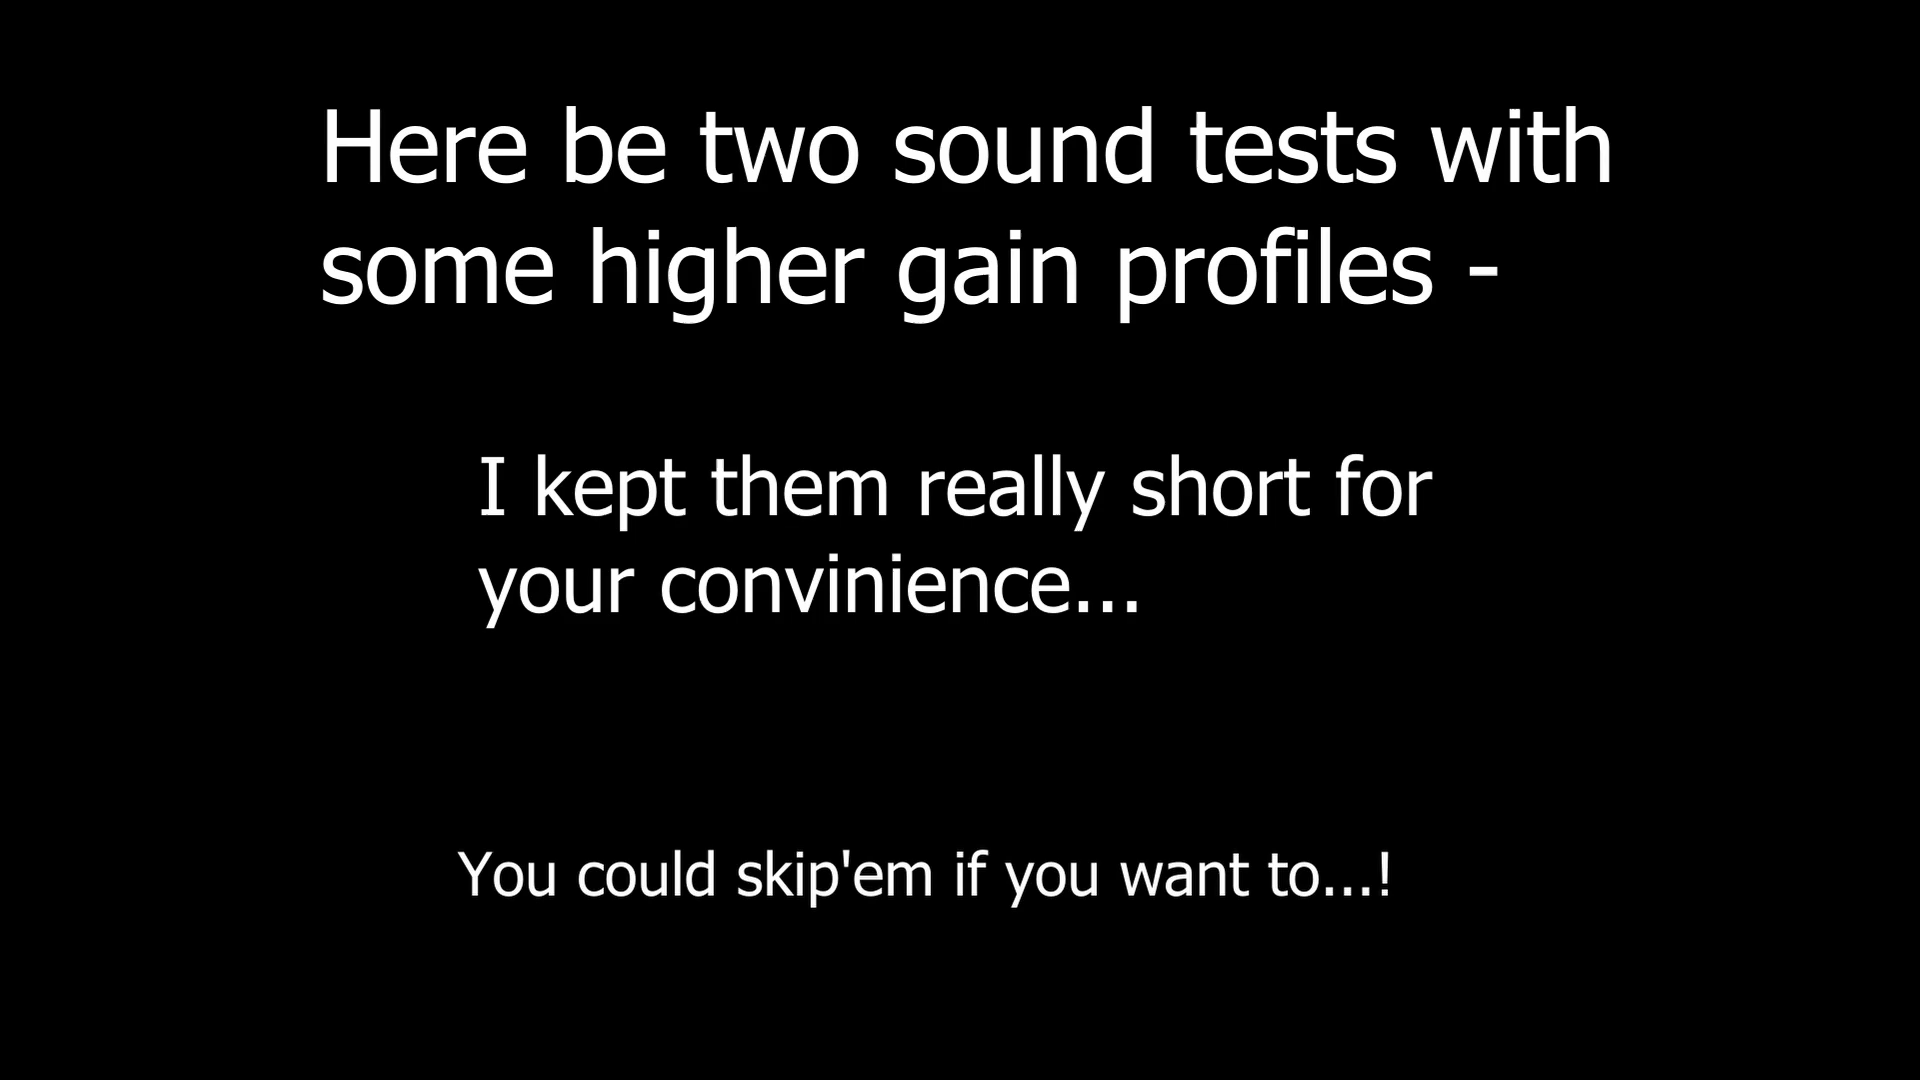 Here be two sound tests with
some higher gain profiles -
I kept them really short for
your convinience...
You could skip'em if you want to...!